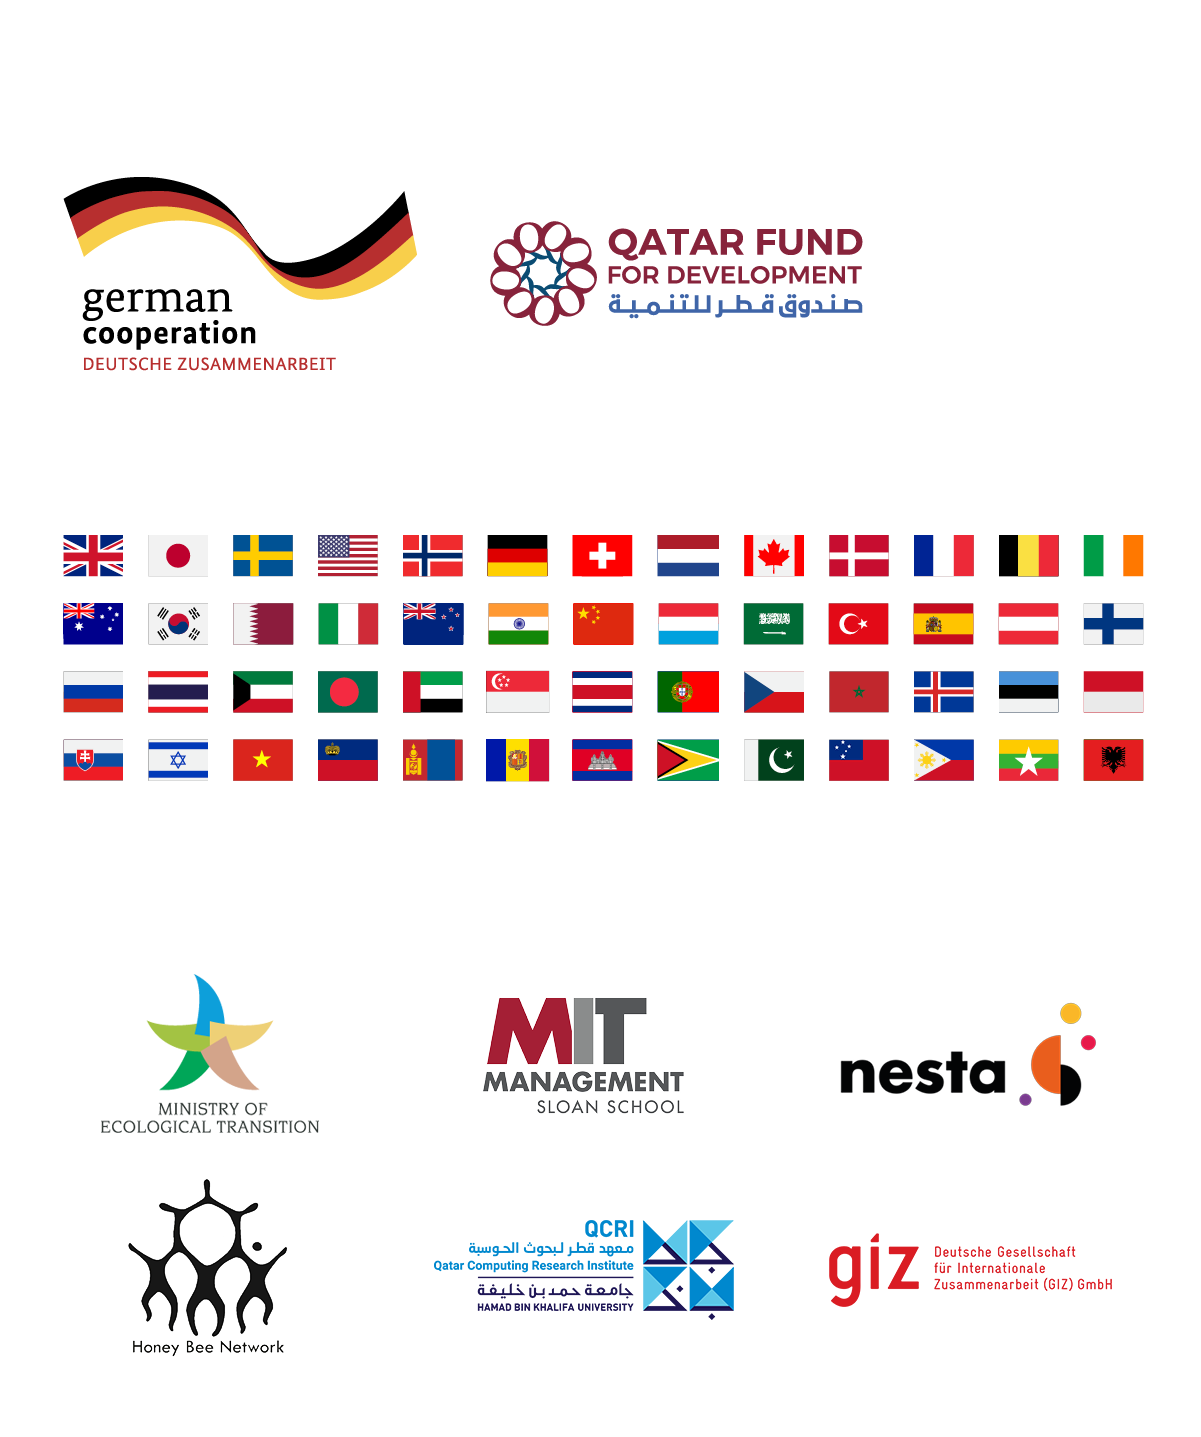 german
cooperation
DEUTSCHE ZUSAMMENARBEIT
QATAR FUND
FOR DEVELOPMENT
صندوق قطر للتنمية
MINISTRY OF
ECOLOGICAL TRANSITION
MIT
MANAGEMENT
SLOAN SCHOOL
nesta
Honey Bee Network
QCRI
معهد قطر لبحوث الحوسبة
Qatar Computing Research Institute
جامعة حمد بن خليفة
HAMAD BIN KHALIFA UNIVERSITY
giz
Deutsche Gesellschaft
für Internationale
Zusammenarbeit (GIZ) GmbH